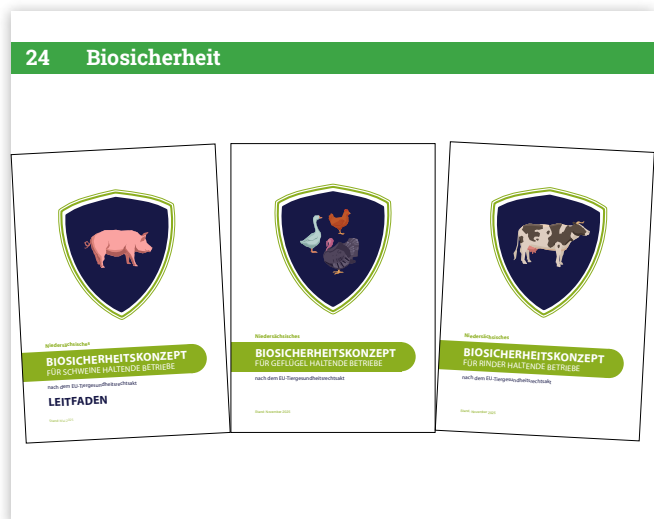 24 Biosicherheit
Niedersächsisches
BIOSICHERHEITSKONZEPT
FÜR SCHWEINE HALTENDE BETRIEBE
nach dem EU-Tiergesundheitsrechtsakt
LEITFADEN
Niedersächsisches
BIOSICHERHEITSKONZEPT
FÜR GEFLÜGEL HALTENDE BETRIEBE
nach dem EU-Tiergesundheitsrechtsakt
Niedersächsisches
BIOSICHERHEITSKONZEPT
FÜR RINDER HALTENDE BETRIEBE
nach dem EU-Tiergesundheitsrechtsakt